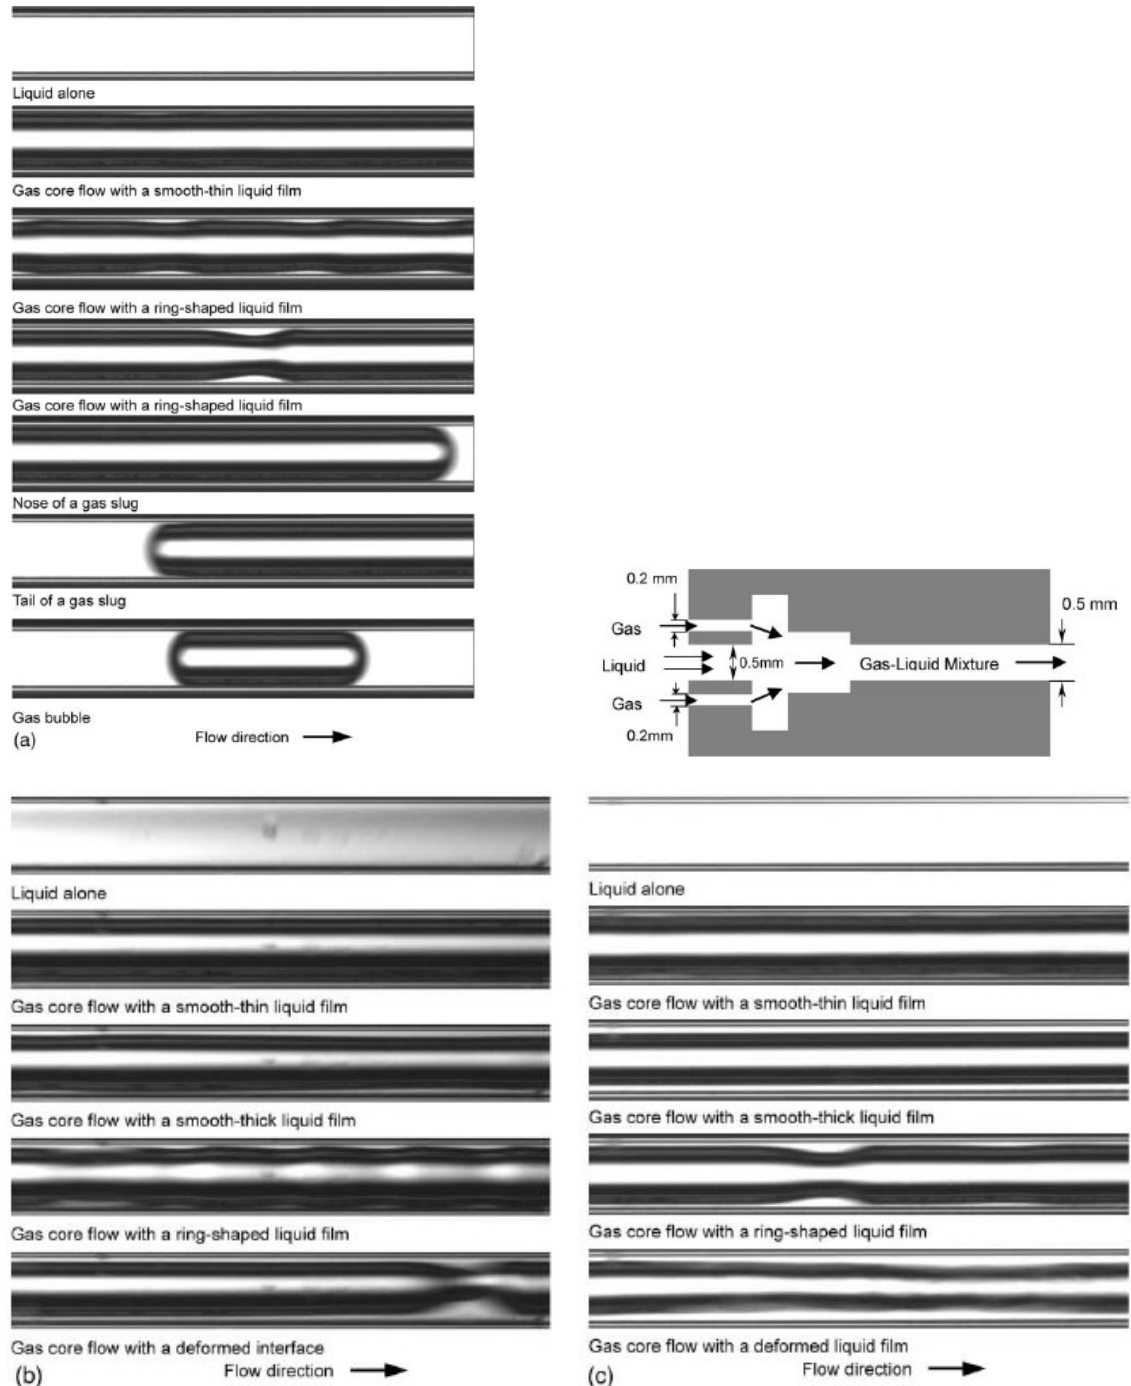 Liquid alone
Gas core flow with a smooth-thin liquid film
Gas core flow with a ring-shaped liquid film
Gas core flow with a ring-shaped liquid film
Nose of a gas slug
Tail of a gas slug
Gas bubble
(a)
Flow direction
0.2 mm
0.5 mm
Gas
Liquid
0.5mm
Gas-Liquid Mixture
Gas
0.2mm
Liquid alone
Gas core flow with a smooth-thin liquid film
Gas core flow with a smooth-thick liquid film
Gas core flow with a ring-shaped liquid film
Gas core flow with a deformed interface
(b)
Flow direction
Liquid alone
Gas core flow with a smooth-thin liquid film
Gas core flow with a smooth-thick liquid film
Gas core flow with a ring-shaped liquid film
Gas core flow with a deformed liquid film
(c)
Flow direction